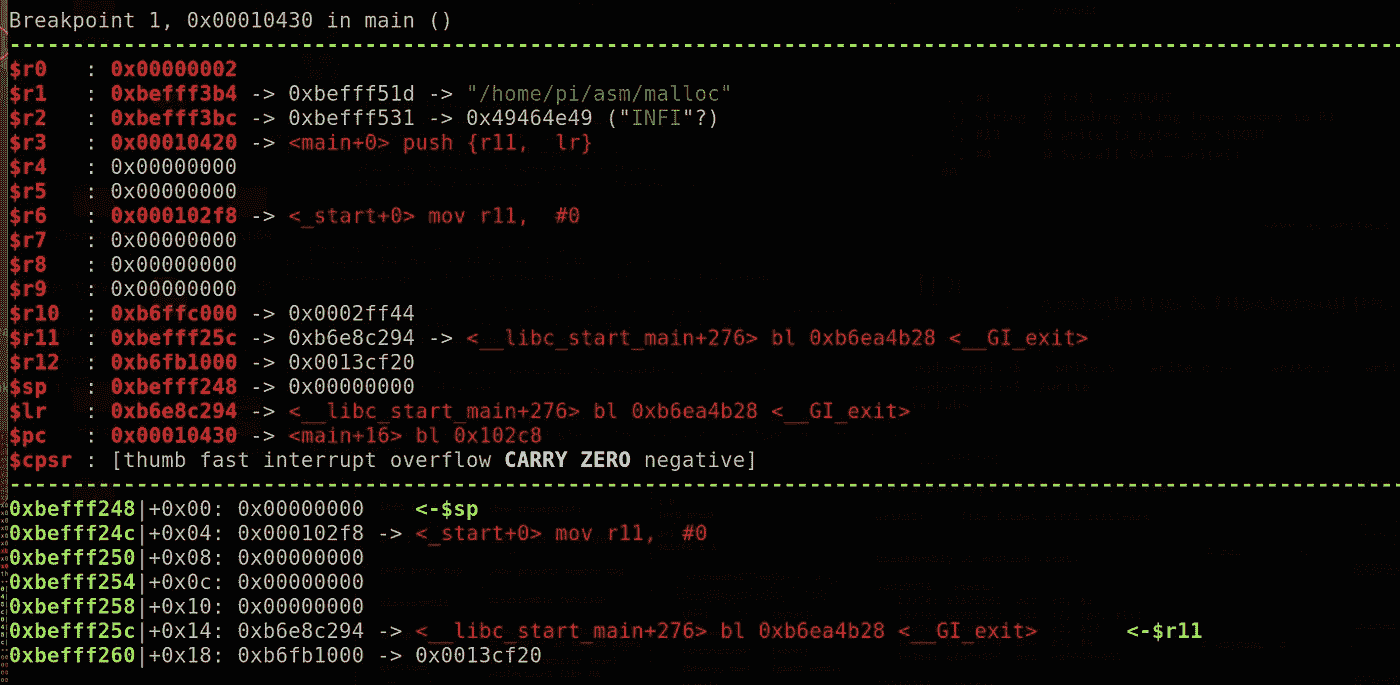 Breakpoint 1, 0x00010430 in main ()
$r0   : 0x00000002
$r1   : 0xbefff3b4 -> 0xbefff51d -> "/home/pi/asm/malloc"
$r2   : 0xbefff3bc -> 0xbefff531 -> 0x49464e49 ("INFI"?)
$r3   : 0x00010420 -> <main+0> push {r11,  lr}
$r4   : 0x00000000
$r5   : 0x00000000
$r6   : 0x000102f8 -> <_start+0> mov r11,  #0
$r7   : 0x00000000
$r8   : 0x00000000
$r9   : 0x00000000
$r10  : 0xb6ffc000 -> 0x0002ff44
$r11  : 0xbefff25c -> 0xb6e8c294 -> <__libc_start_main+276> bl 0xb6ea4b28 <__GI_exit>
$r12  : 0xb6fb1000 -> 0x0013cf20
$sp   : 0xbefff248 -> 0x00000000
$lr   : 0xb6e8c294 -> <__libc_start_main+276> bl 0xb6ea4b28 <__GI_exit>
$pc   : 0x00010430 -> <main+16> bl 0x102c8
$cpsr : [thumb fast interrupt overflow CARRY ZERO negative]
0xbefff248|+0x00: 0x00000000    <-$sp
0xbefff24c|+0x04: 0x000102f8 -> <_start+0> mov r11,  #0
0xbefff250|+0x08: 0x00000000
0xbefff254|+0x0c: 0x00000000
0xbefff258|+0x10: 0x00000000
0xbefff25c|+0x14: 0xb6e8c294 -> <__libc_start_main+276> bl 0xb6ea4b28 <__GI_exit>       <-$r11
0xbefff260|+0x18: 0xb6fb1000 -> 0x0013cf20